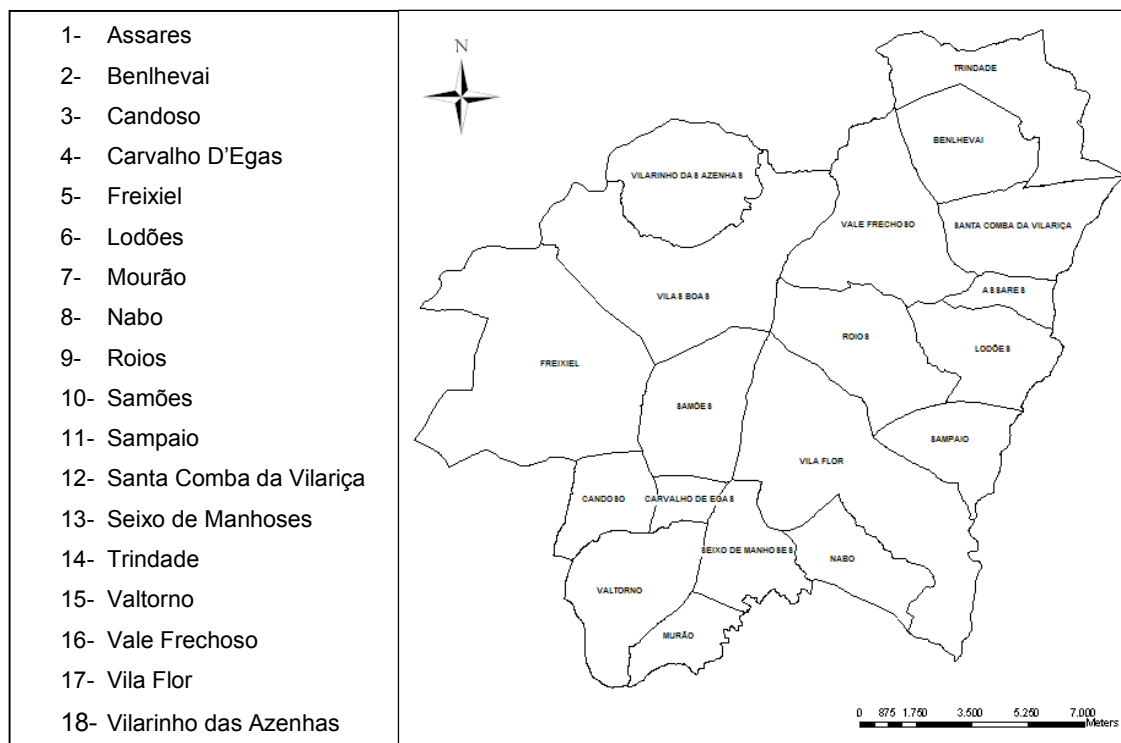 1- Assares
2- Benlhevai
3- Candoso
4- Carvalho D'Egas
5- Freixiel
6- Lodões
7- Mourão
8- Nabo
9- Roios
10- Samões
11- Sampaio
12- Santa Comba da Vilariça
13- Seixo de Manhoses
14- Trindade
15- Valtorno
16- Vale Frechoso
17- Vila Flor
18- Vilarinho das Azenhas
N
TRINDADE
BENLHEVAI
VILARINHO DAS AZENHAS
VALE FRECHOSO
SANTA COMBA DA VILARIÇA
ASSARES
VILAS BOAS
ROIOS
LODÕES
FREIXIEL
SAMÕES
SAMPAIO
VILA FLOR
CANDOSO
CARVALHO DE EGAS
SEIXO DE MANHOSES
NABO
VALTORNO
MURÃO
0 875 1.750 3.500 5.250 7.000
Meters